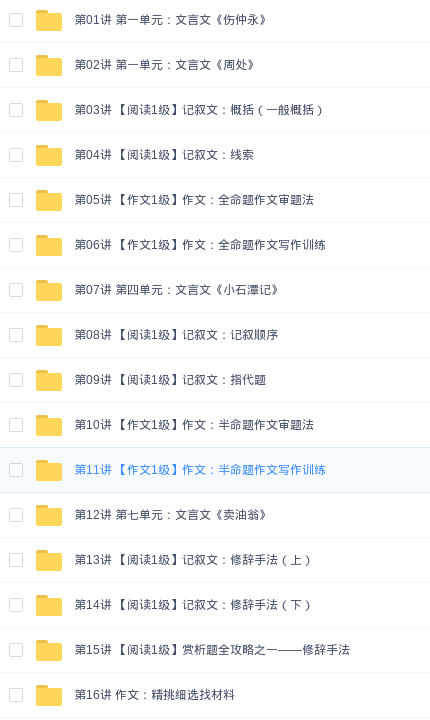 第01讲 第一单元：文言文《伤仲永》
第02讲 第一单元：文言文《周处》
第03讲 【阅读1级】记叙文：概括（一般概括）
第04讲 【阅读1级】记叙文：线索
第05讲 【作文1级】作文：全命题作文审题法
第06讲 【作文1级】作文：全命题作文写作训练
第07讲 第四单元：文言文《小石潭记》
第08讲 【阅读1级】记叙文：记叙顺序
第09讲 【阅读1级】记叙文：指代题
第10讲 【作文1级】作文：半命题作文审题法
第11讲 【作文1级】作文：半命题作文写作训练
第12讲 第七单元：文言文《卖油翁》
第13讲 【阅读1级】记叙文：修辞手法（上）
第14讲 【阅读1级】记叙文：修辞手法（下）
第15讲 【阅读1级】赏析题全攻略之一——修辞手法
第16讲 作文：精挑细选找材料